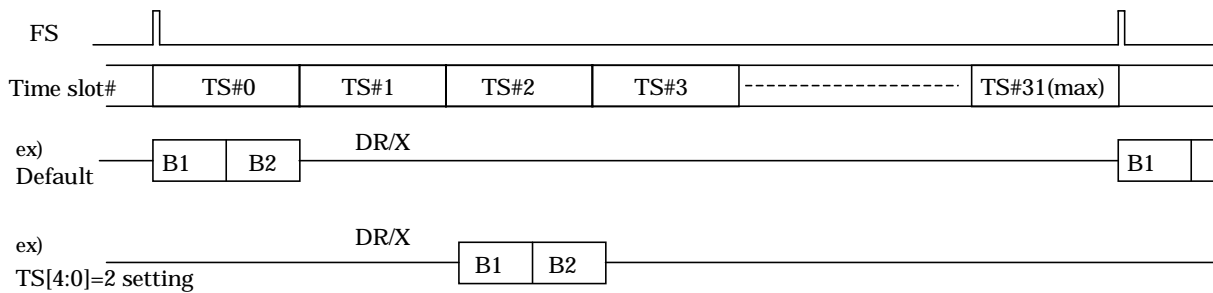 FS
Time slot# TS#0 TS#1 TS#2 TS#3 TS#31(max)
ex) DR/X
Default B1 B2 B1
ex) DR/X
TS[4:0]=2 setting B1 B2